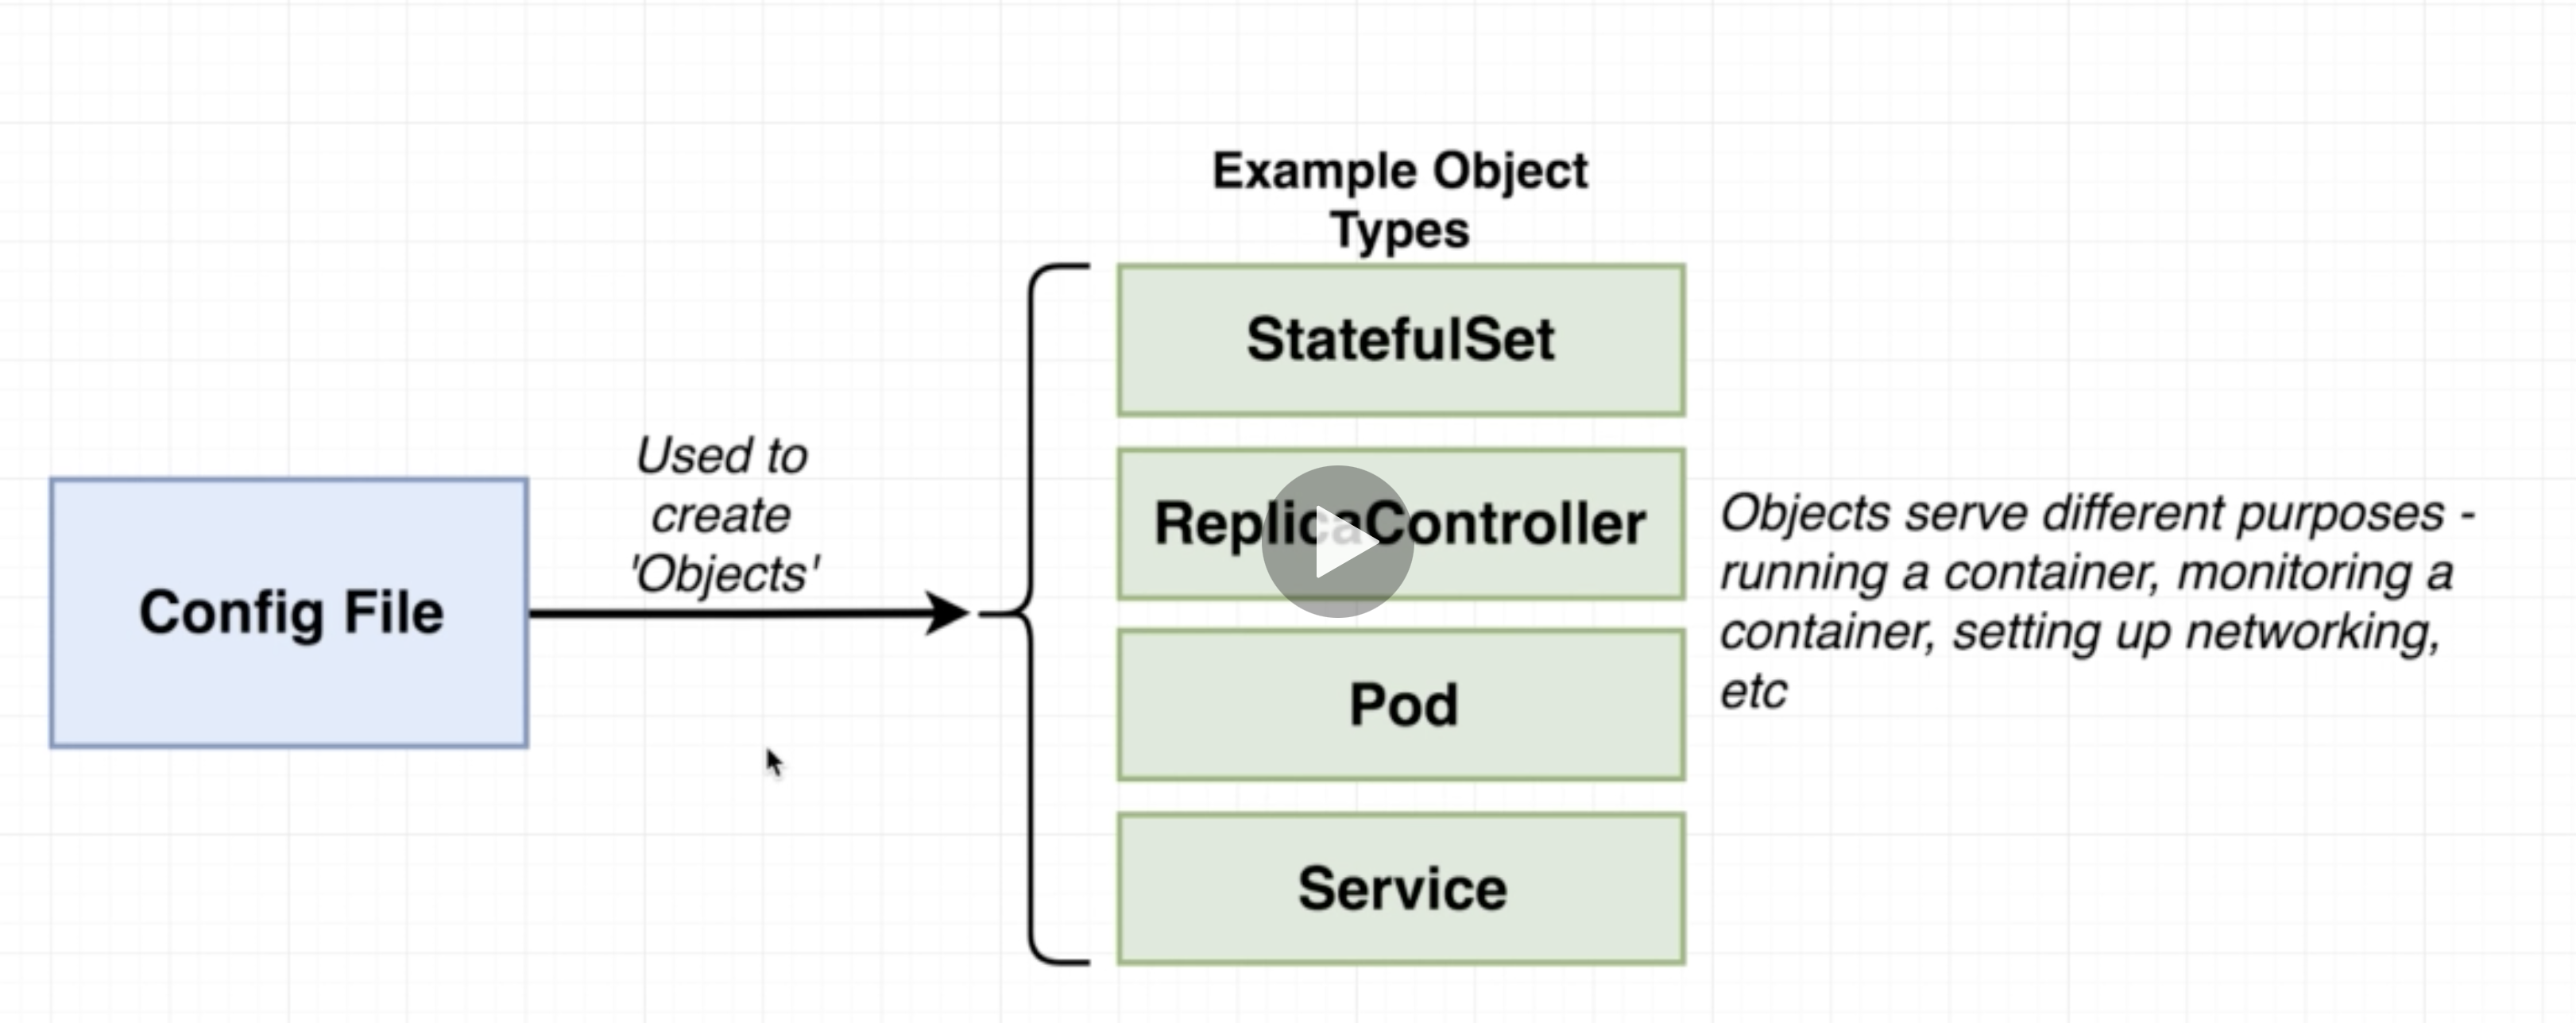 Example Object
Types
StatefulSet
Used to
create
'Objects'
ReplicaController
Objects serve different purposes -
running a container, monitoring a
container, setting up networking,
etc
Config File
Pod
Service